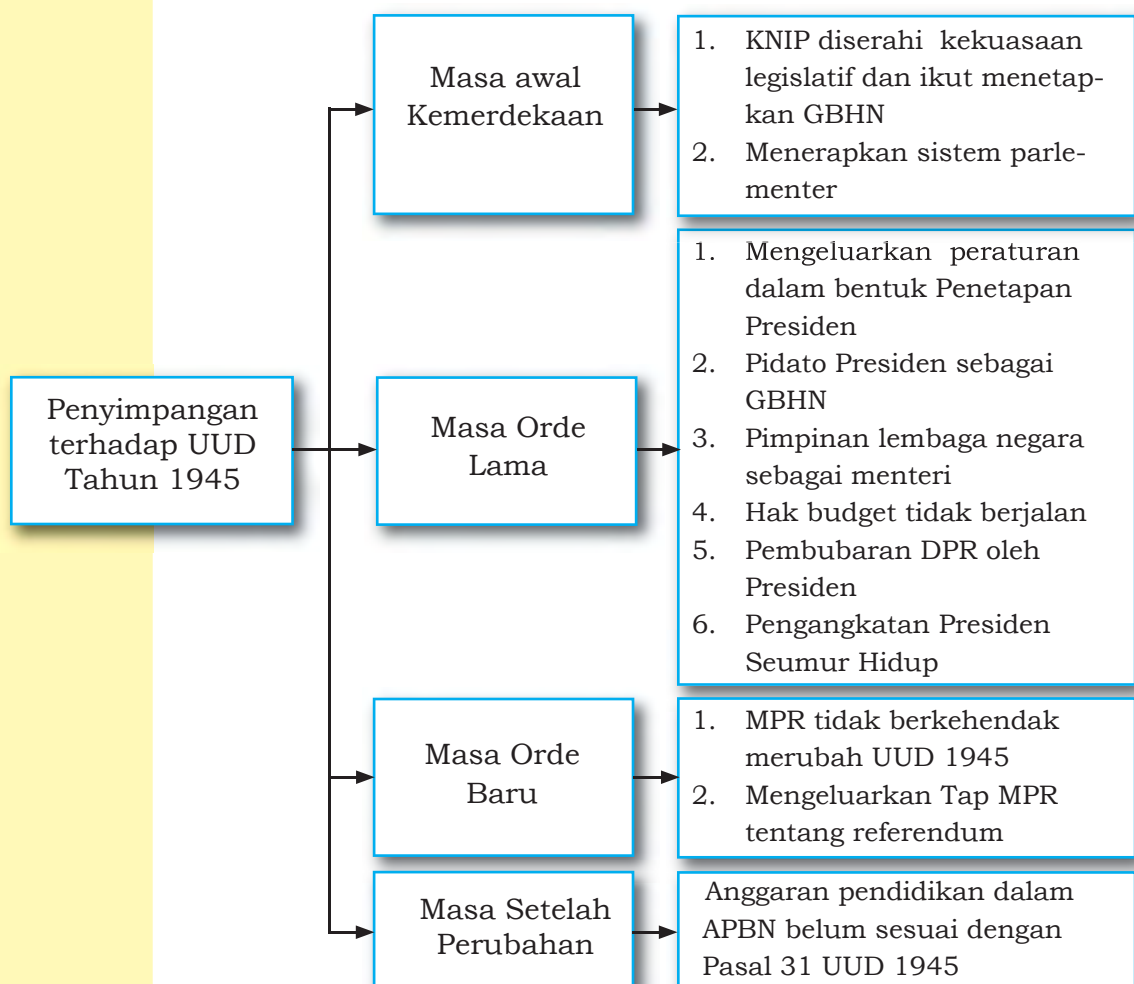 Penyimpangan
terhadap UUD
Tahun 1945
Masa awal
Kemerdekaan
1. KNIP diserahi kekuasaan
legislatif dan ikut menetap-
kan GBHN
2. Menerapkan sistem parle-
menter
Masa Orde
Lama
1. Mengeluarkan peraturan
dalam bentuk Penetapan
Presiden
2. Pidato Presiden sebagai
GBHN
3. Pimpinan lembaga negara
sebagai menteri
4. Hak budget tidak berjalan
5. Pembubaran DPR oleh
Presiden
6. Pengangkatan Presiden
Seumur Hidup
Masa Orde
Baru
1. MPR tidak berkehendak
merubah UUD 1945
2. Mengeluarkan Tap MPR
tentang referendum
Masa Setelah
Perubahan
Anggaran pendidikan dalam
APBN belum sesuai dengan
Pasal 31 UUD 1945